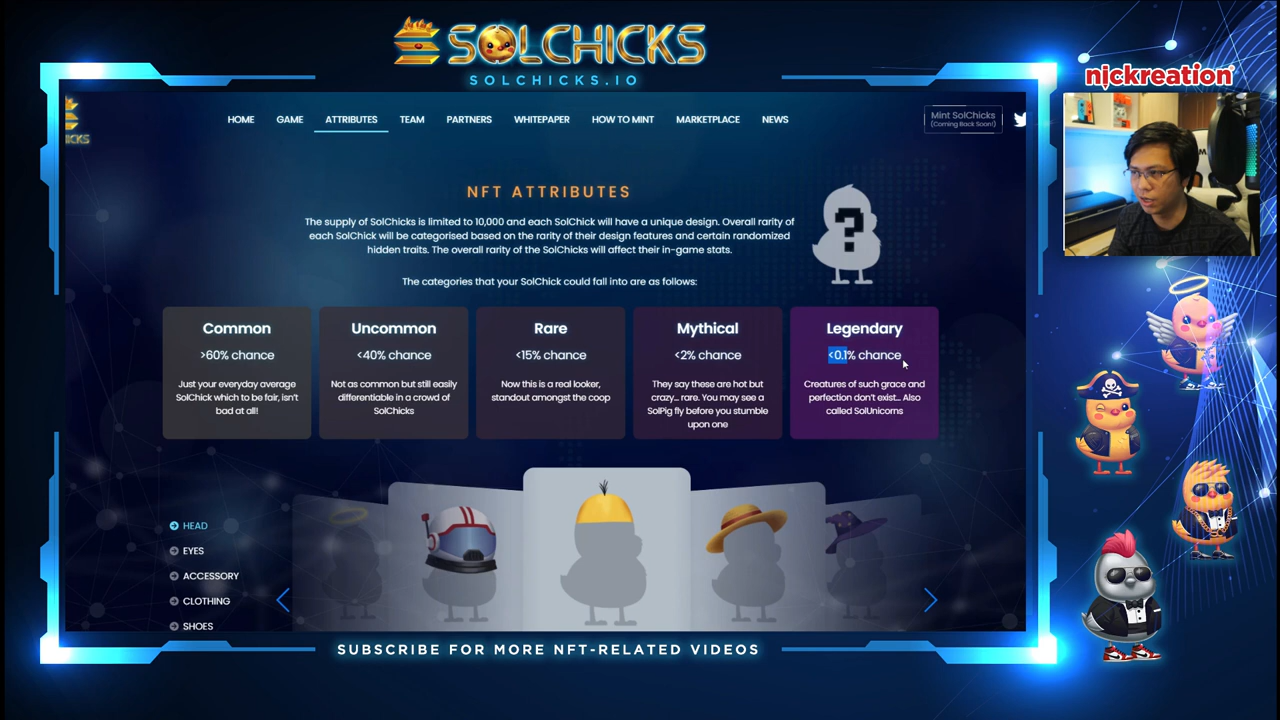 SOLCHICKS
SOLCHICKS.IO
nickreation
CKS
HOME GAME ATTRIBUTES TEAM PARTNERS WHITEPAPER HOW TO MINT MARKETPLACE NEWS
Mint SolChicks
(Coming Back Soon!)
NFT ATTRIBUTES
The supply of SolChicks is limited to 10,000 and each SolChick will have a unique design. Overall rarity of
each SolChick will be categorised based on the rarity of their design features and certain randomized
hidden traits. The overall rarity of the SolChicks will affect their in-game stats.
?
The categories that your SolChick could fall into are as follows:
Common
>60% chance
Just your everyday average
SolChick which to be fair, isn't
bad at all!
Uncommon
<40% chance
Not as common but still easily
differentiable in a crowd of
SolChicks
Rare
<15% chance
Now this is a real looker,
standout amongst the coop
Mythical
<2% chance
They say these are hot but
crazy... rare. You may see a
SolPig fly before you stumble
upon one
Legendary
<0.1% chance
Creatures of such grace and
perfection don't exist... Also
called SolUnicorns
HEAD
EYES
ACCESSORY
CLOTHING
SHOES
SUBSCRIBE FOR MORE NFT-RELATED VIDEOS